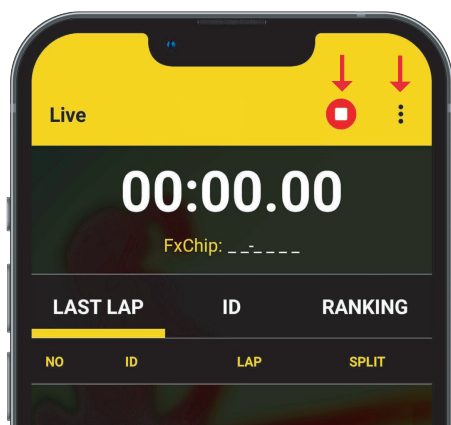 Live
00:00.00
FxChip: _ _-_ _ _ _
LAST LAP ID RANKING
NO ID LAP SPLIT